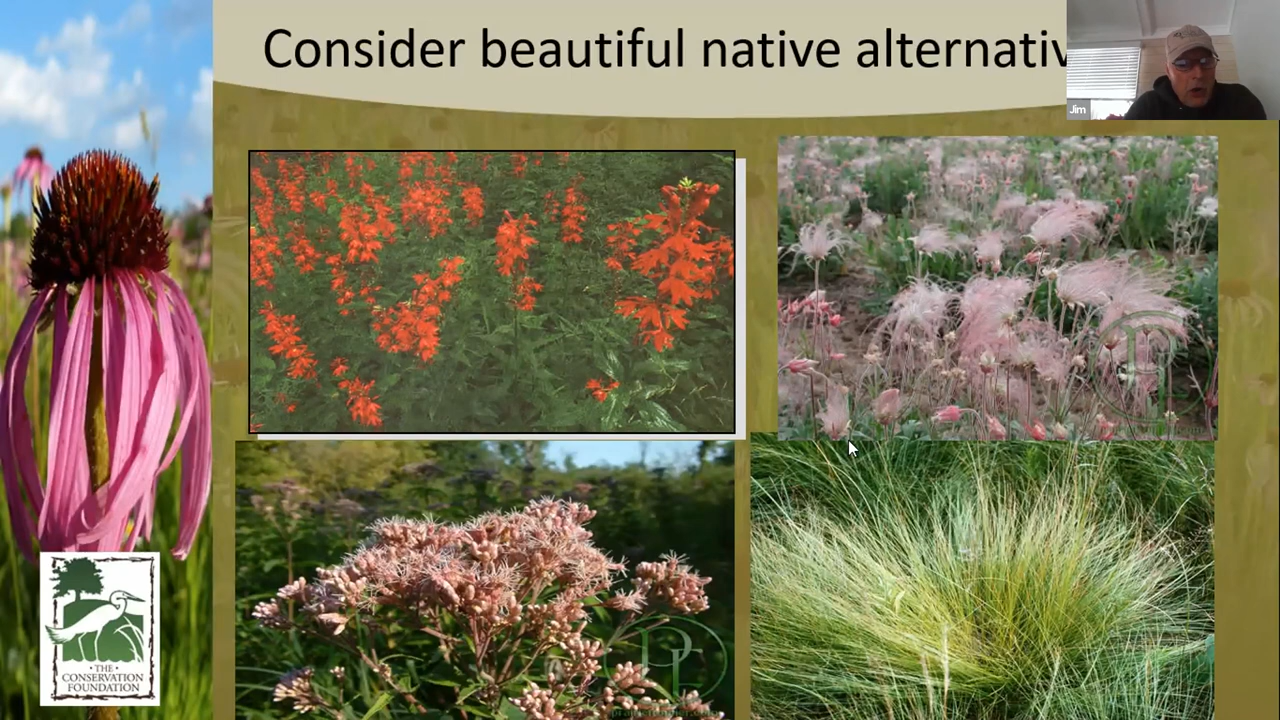 Consider beautiful native alternativ
Jim
• THE •
CONSERVATION
FOUNDATION